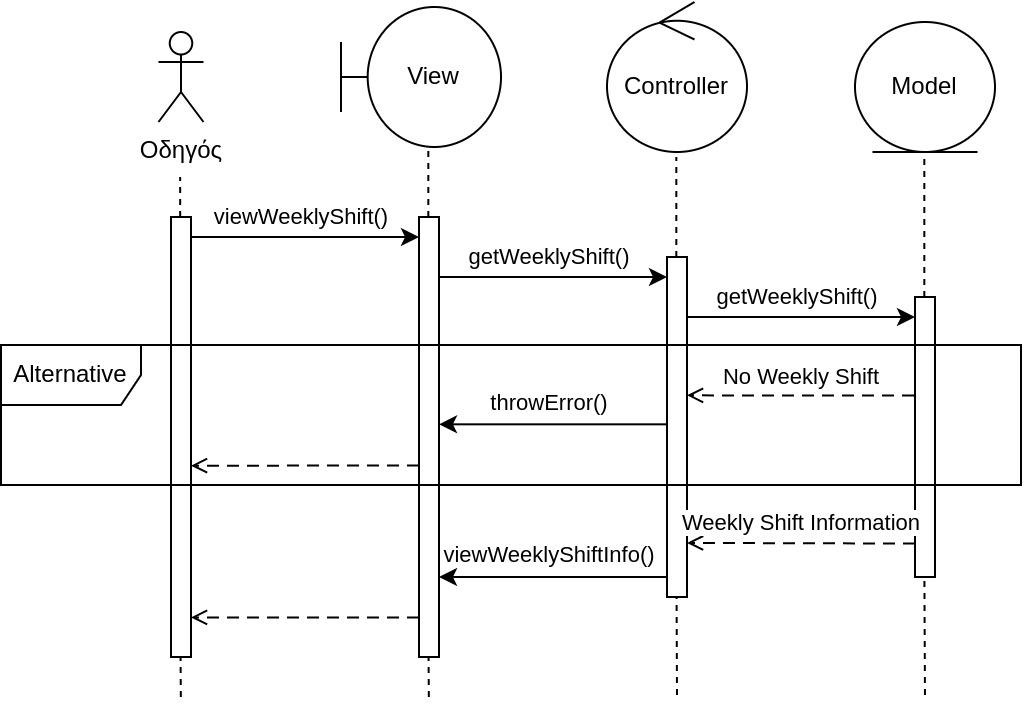 View
Controller
Model
Οδηγός
viewWeeklyShift()
getWeeklyShift()
getWeeklyShift()
Alternative
No Weekly Shift
throwError()
Weekly Shift Information
viewWeeklyShiftInfo()